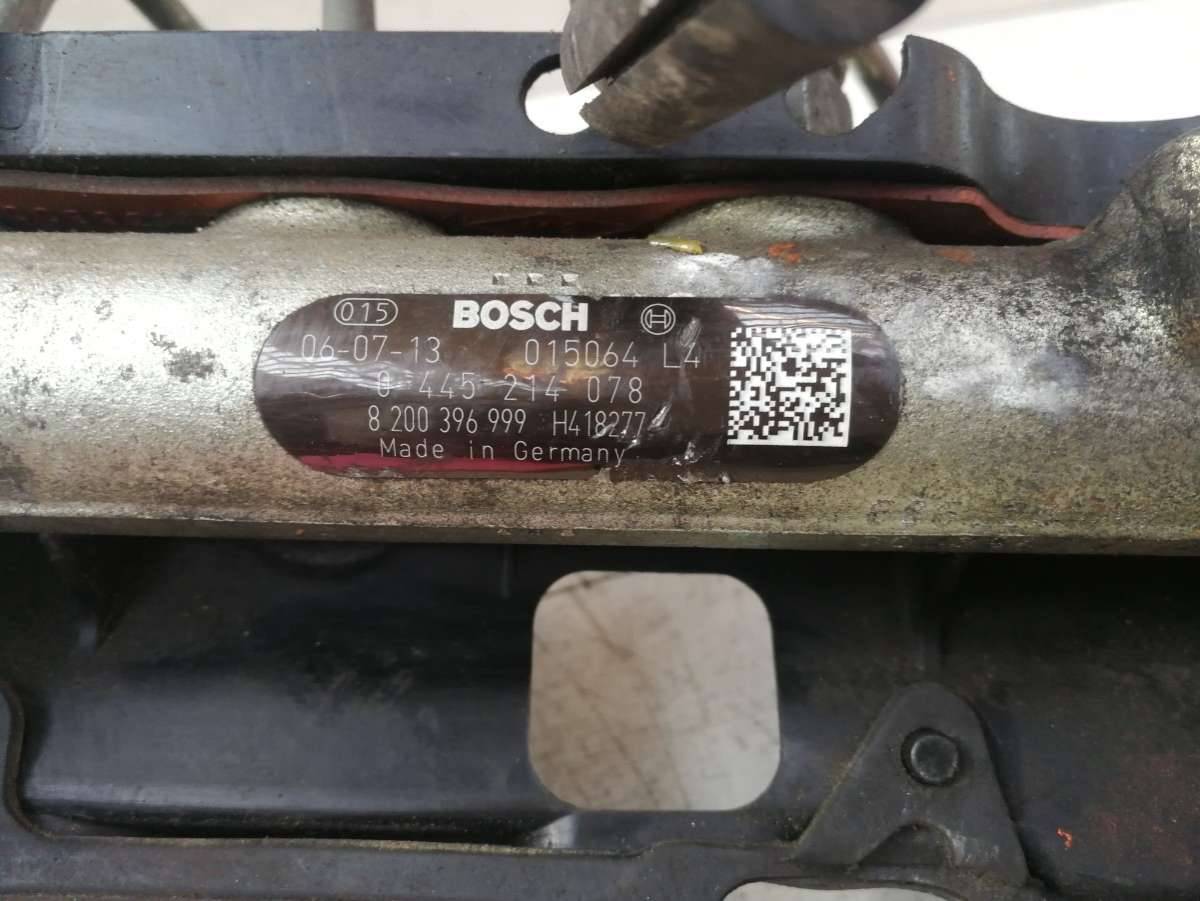 015 BOSCH
06-07-13 015064 L4
0 445 214 078
8 200 396 999 H418277
Made in Germany